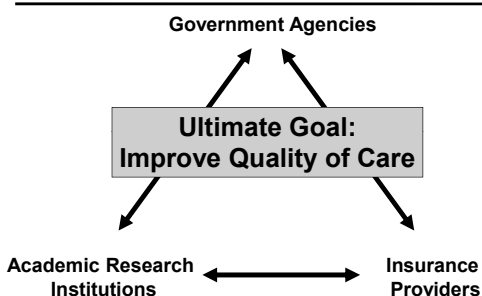 Government Agencies
Ultimate Goal:
Improve Quality of Care
Academic Research
Institutions
Insurance
Providers